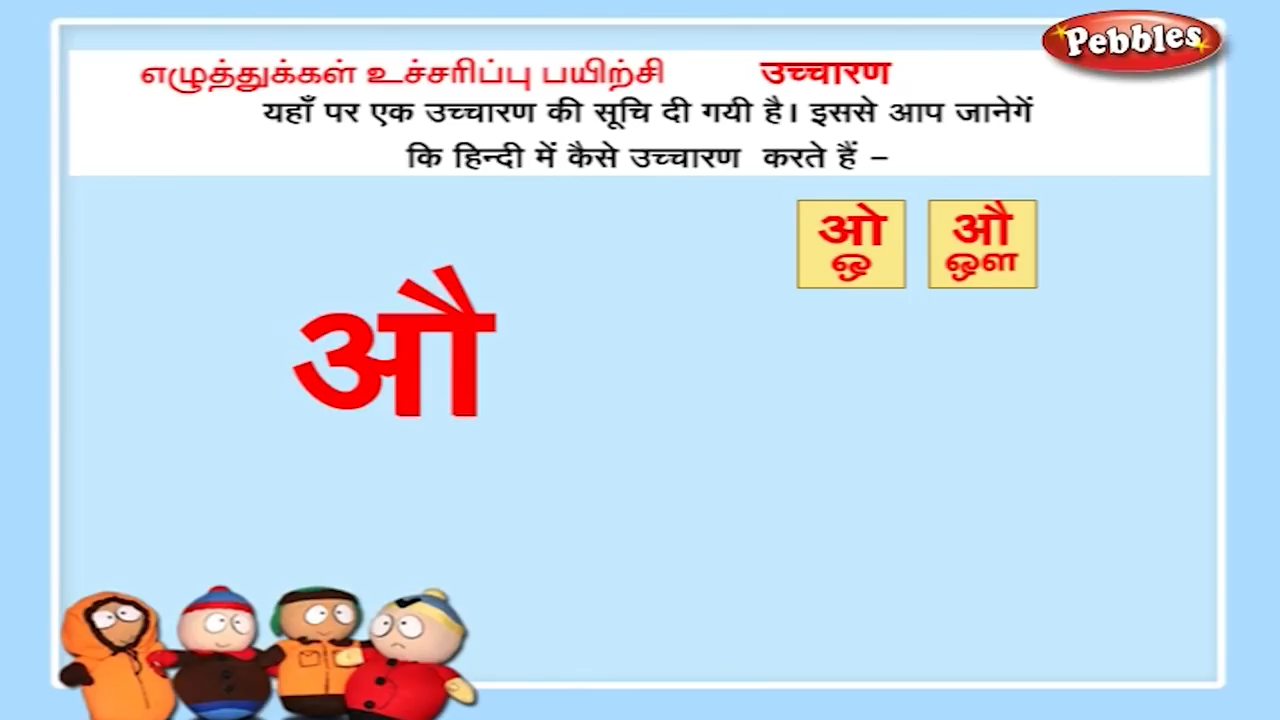 Pebbles
எழுத்துக்கள் உச்சரிப்பு பயிற்சி उच्चारण
यहाँ पर एक उच्चारण की सूचि दी गयी है। इससे आप जानेगें
कि हिन्दी में कैसे उच्चारण करते हैं –
ओ औ
ஒ ஔ
औ